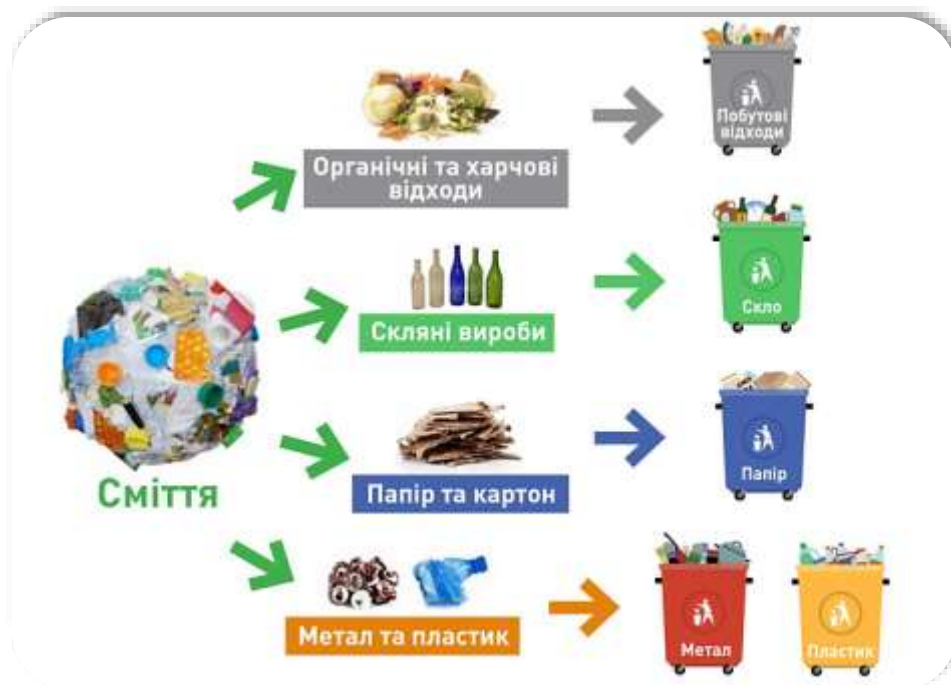 Побутові
відходи
Органічні та харчові
відходи
Скло
Скляні вироби
Папір
Папір та картон
Сміття
Метал та пластик
Метал
Пластик